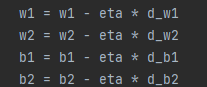 w1 = w1 - eta * d_w1
w2 = w2 - eta * d_w2
b1 = b1 - eta * d_b1
b2 = b2 - eta * d_b2